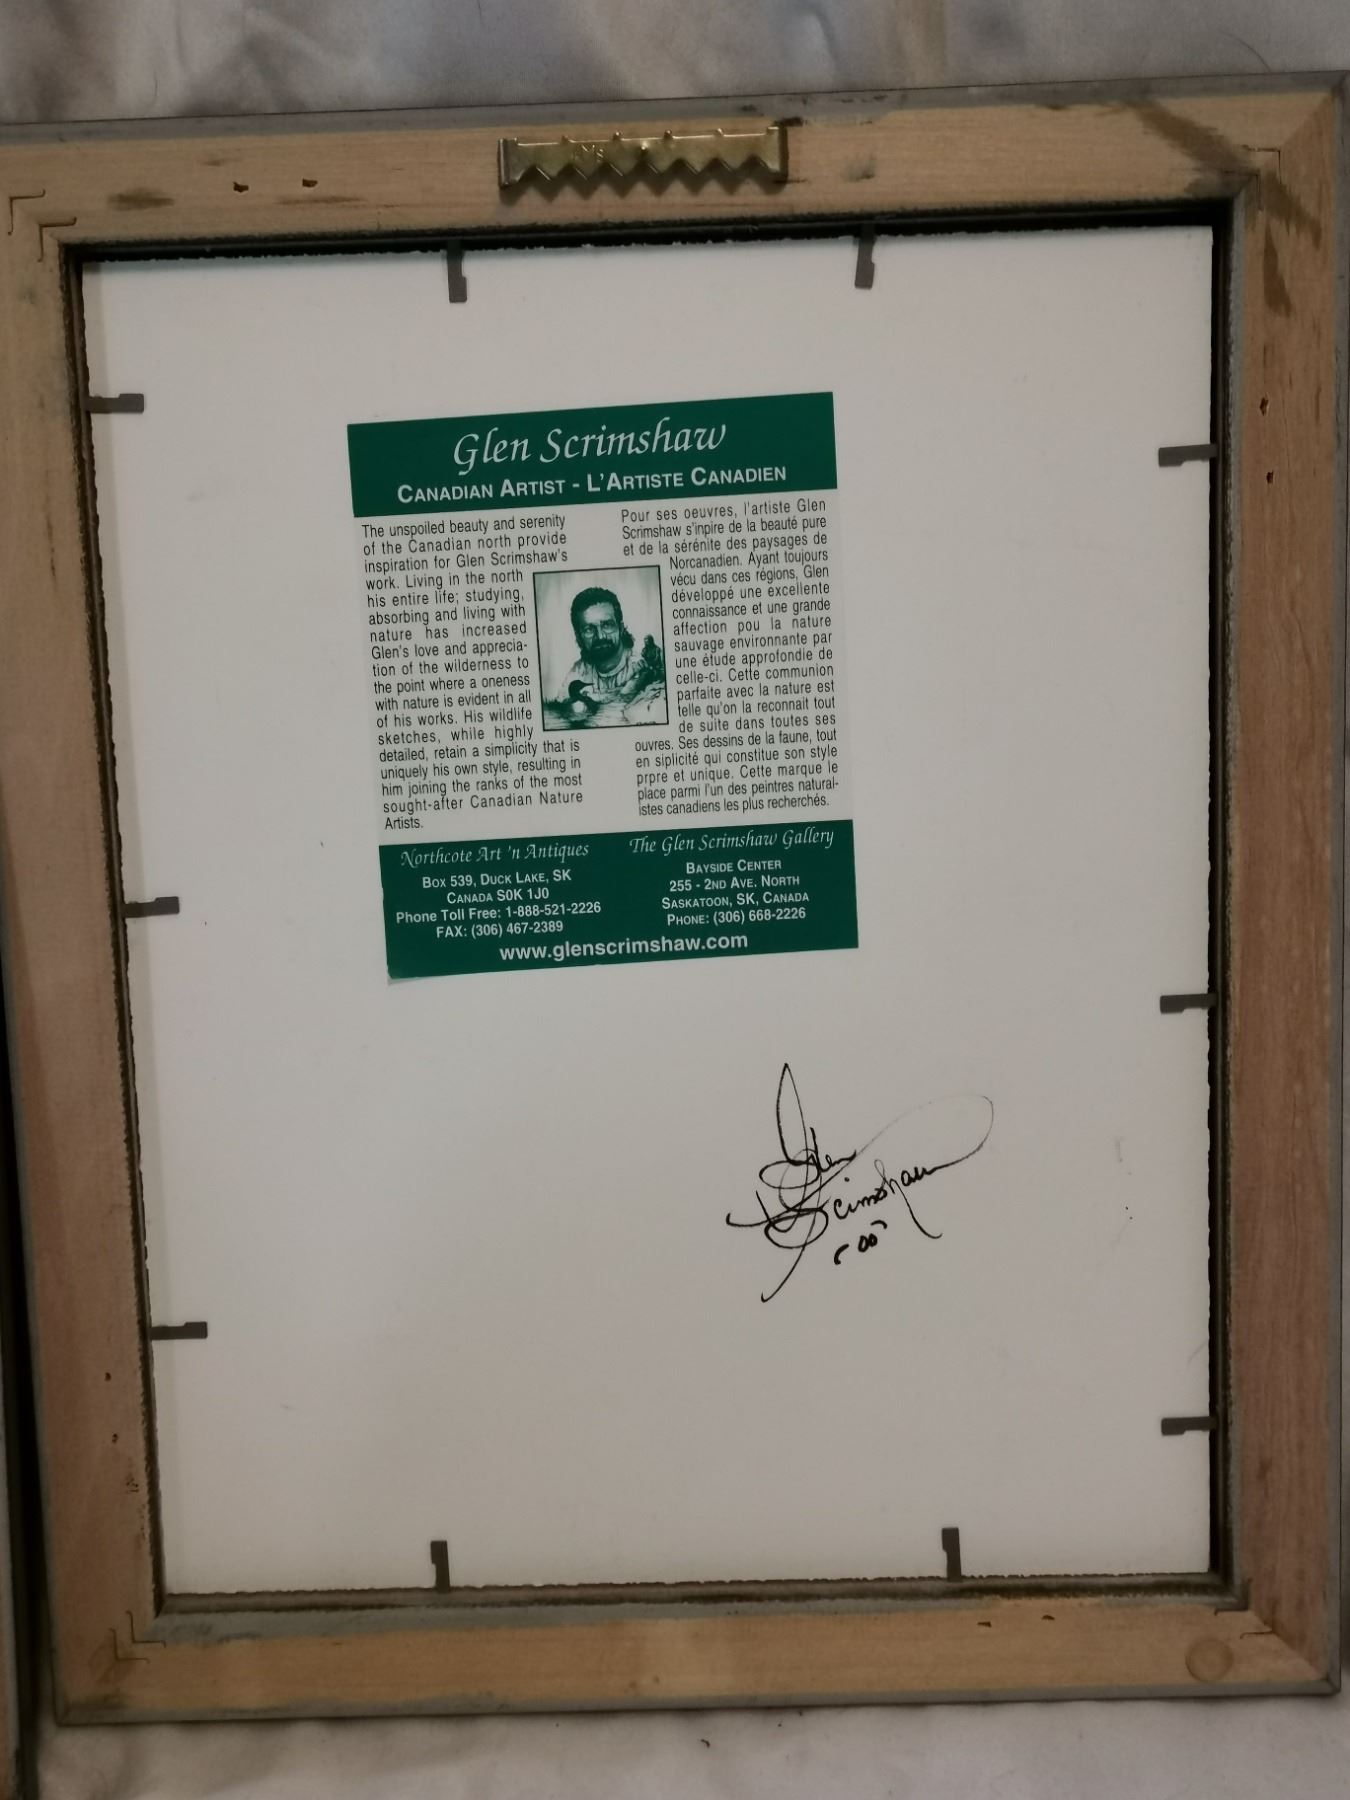 Glen Scrimshaw
CANADIAN ARTIST - L'ARTISTE CANADIEN
The unspoiled beauty and serenity
of the Canadian north provide
inspiration for Glen Scrimshaw's
work. Living in the north
his entire life; studying,
absorbing and living with
nature has increased
Glen's love and apprecia-
tion of the wilderness to
the point where a oneness
with nature is evident in all
of his works. His wildlife
sketches, while highly
detailed, retain a simplicity that is
uniquely his own style, resulting in
him joining the ranks of the most
sought-after Canadian Nature
Artists.
Pour ses oeuvres, l'artiste Glen
Scrimshaw s'inpire de la beauté pure
et de la sérénite des paysages de
Norcanadien. Ayant toujours
vécu dans ces régions, Glen
développé une excellente
connaissance et une grande
affection pou la nature
sauvage environnante par
une étude approfondie de
celle-ci. Cette communion
parfaite avec la nature est
telle qu'on la reconnait tout
de suite dans toutes ses
ouvres. Ses dessins de la faune, tout
en siplicité qui constitue son style
prpre et unique. Cette marque le
place parmi l'un des peintres natural-
istes canadiens les plus recherchés.
Northcote Art 'n Antiques
BOX 539, DUCK LAKE, SK
CANADA S0K 1J0
Phone Toll Free: 1-888-521-2226
FAX: (306) 467-2389
The Glen Scrimshaw Gallery
BAYSIDE CENTER
255 - 2ND AVE. NORTH
SASKATOON, SK, CANADA
PHONE: (306) 668-2226
www.glenscrimshaw.com
Glen
Scrimshaw